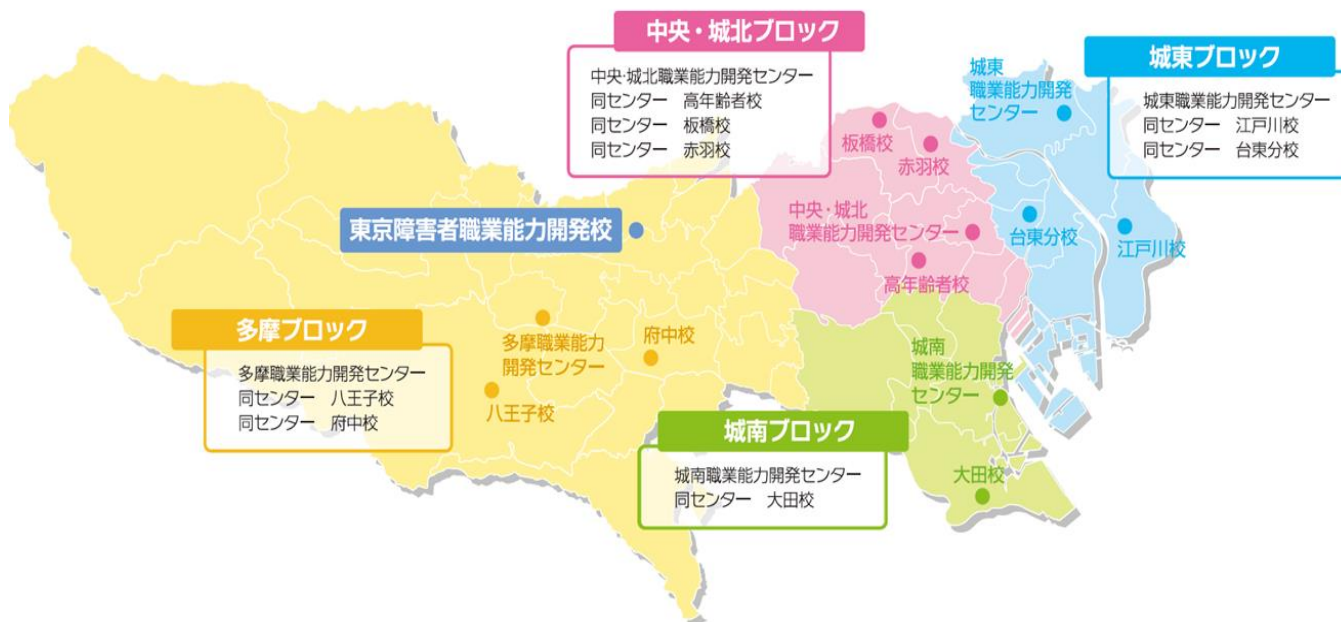 中央・城北ブロック
中央・城北職業能力開発センター
同センター　高年齢者校
同センター　板橋校
同センター　赤羽校
城東ブロック
城東職業能力開発センター
同センター　江戸川校
同センター　台東分校
城東
職業能力開発
センター
板橋校
赤羽校
中央・城北
職業能力開発センター
高年齢者校
台東分校
江戸川校
東京障害者職業能力開発校
多摩ブロック
多摩職業能力開発センター
同センター　八王子校
同センター　府中校
多摩職業能力
開発センター
府中校
八王子校
城南
職業能力開発
センター
大田校
城南ブロック
城南職業能力開発センター
同センター　大田校